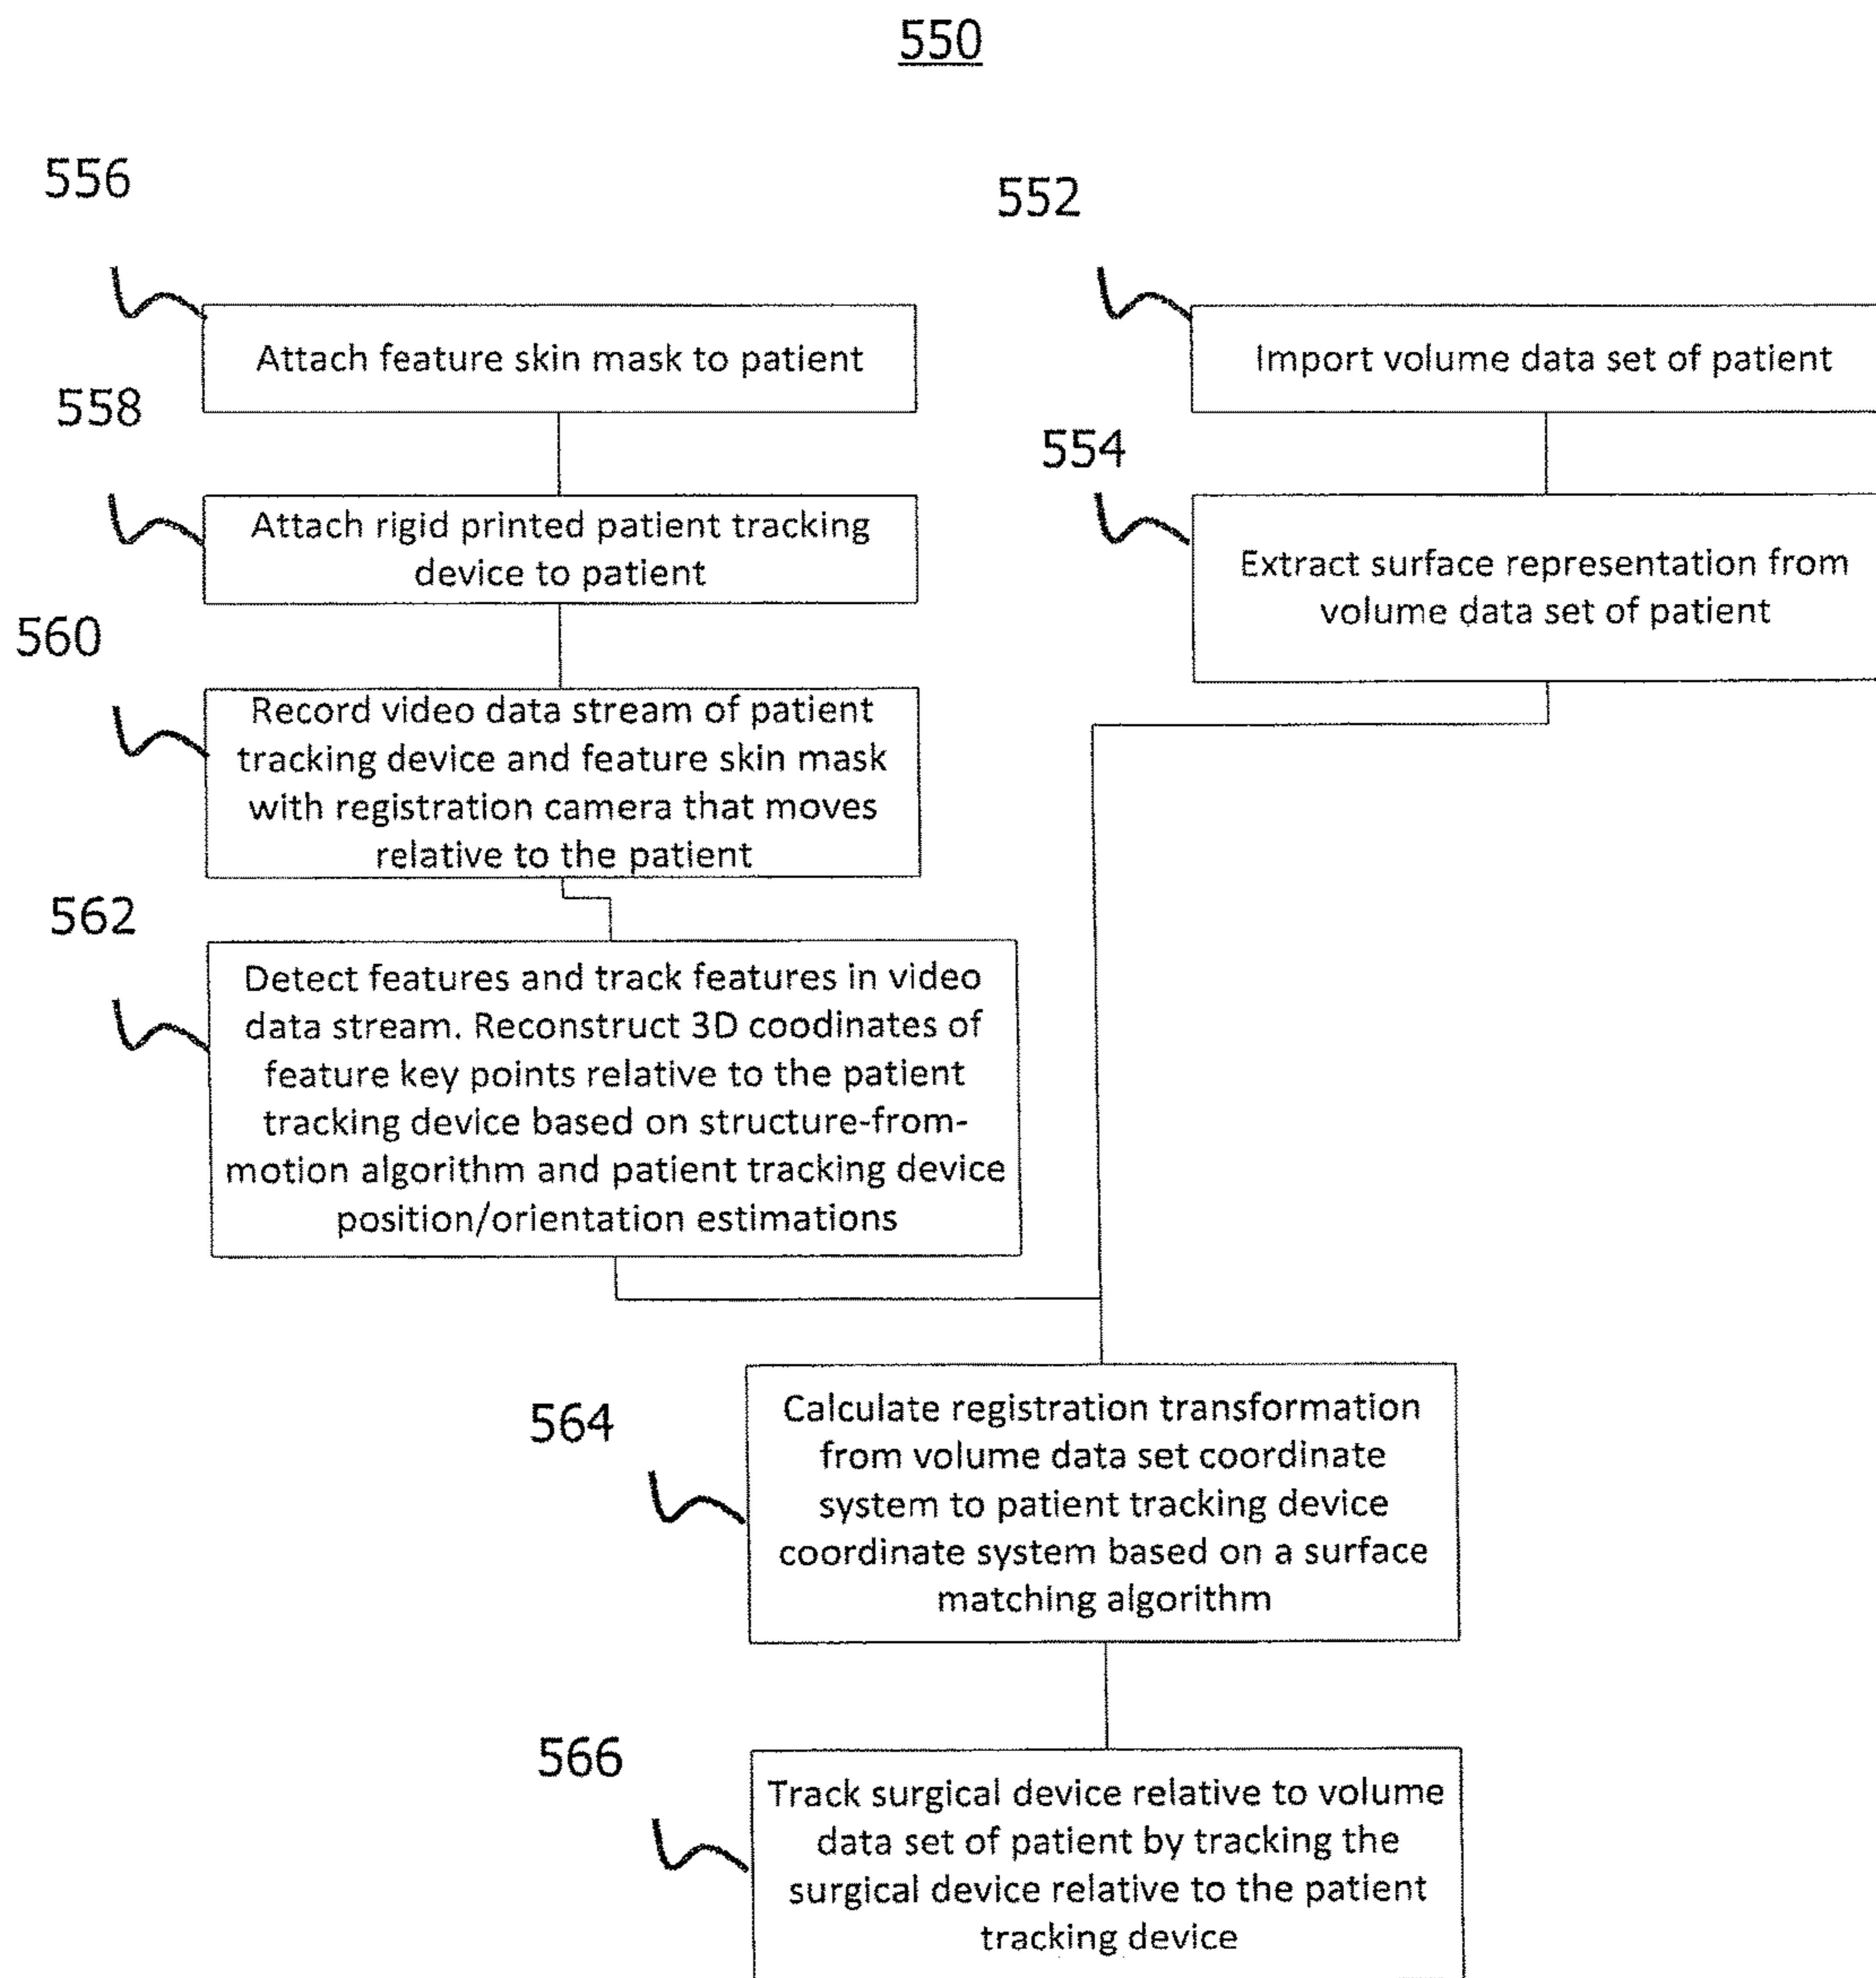 550
556
Attach feature skin mask to patient
558
Attach rigid printed patient tracking
device to patient
560
Record video data stream of patient
tracking device and feature skin mask
with registration camera that moves
relative to the patient
562
Detect features and track features in video
data stream. Reconstruct 3D coodinates of
feature key points relative to the patient
tracking device based on structure-from-
motion algorithm and patient tracking device
position/orientation estimations
552
Import volume data set of patient
554
Extract surface representation from
volume data set of patient
564
Calculate registration transformation
from volume data set coordinate
system to patient tracking device
coordinate system based on a surface
matching algorithm
566
Track surgical device relative to volume
data set of patient by tracking the
surgical device relative to the patient
tracking device